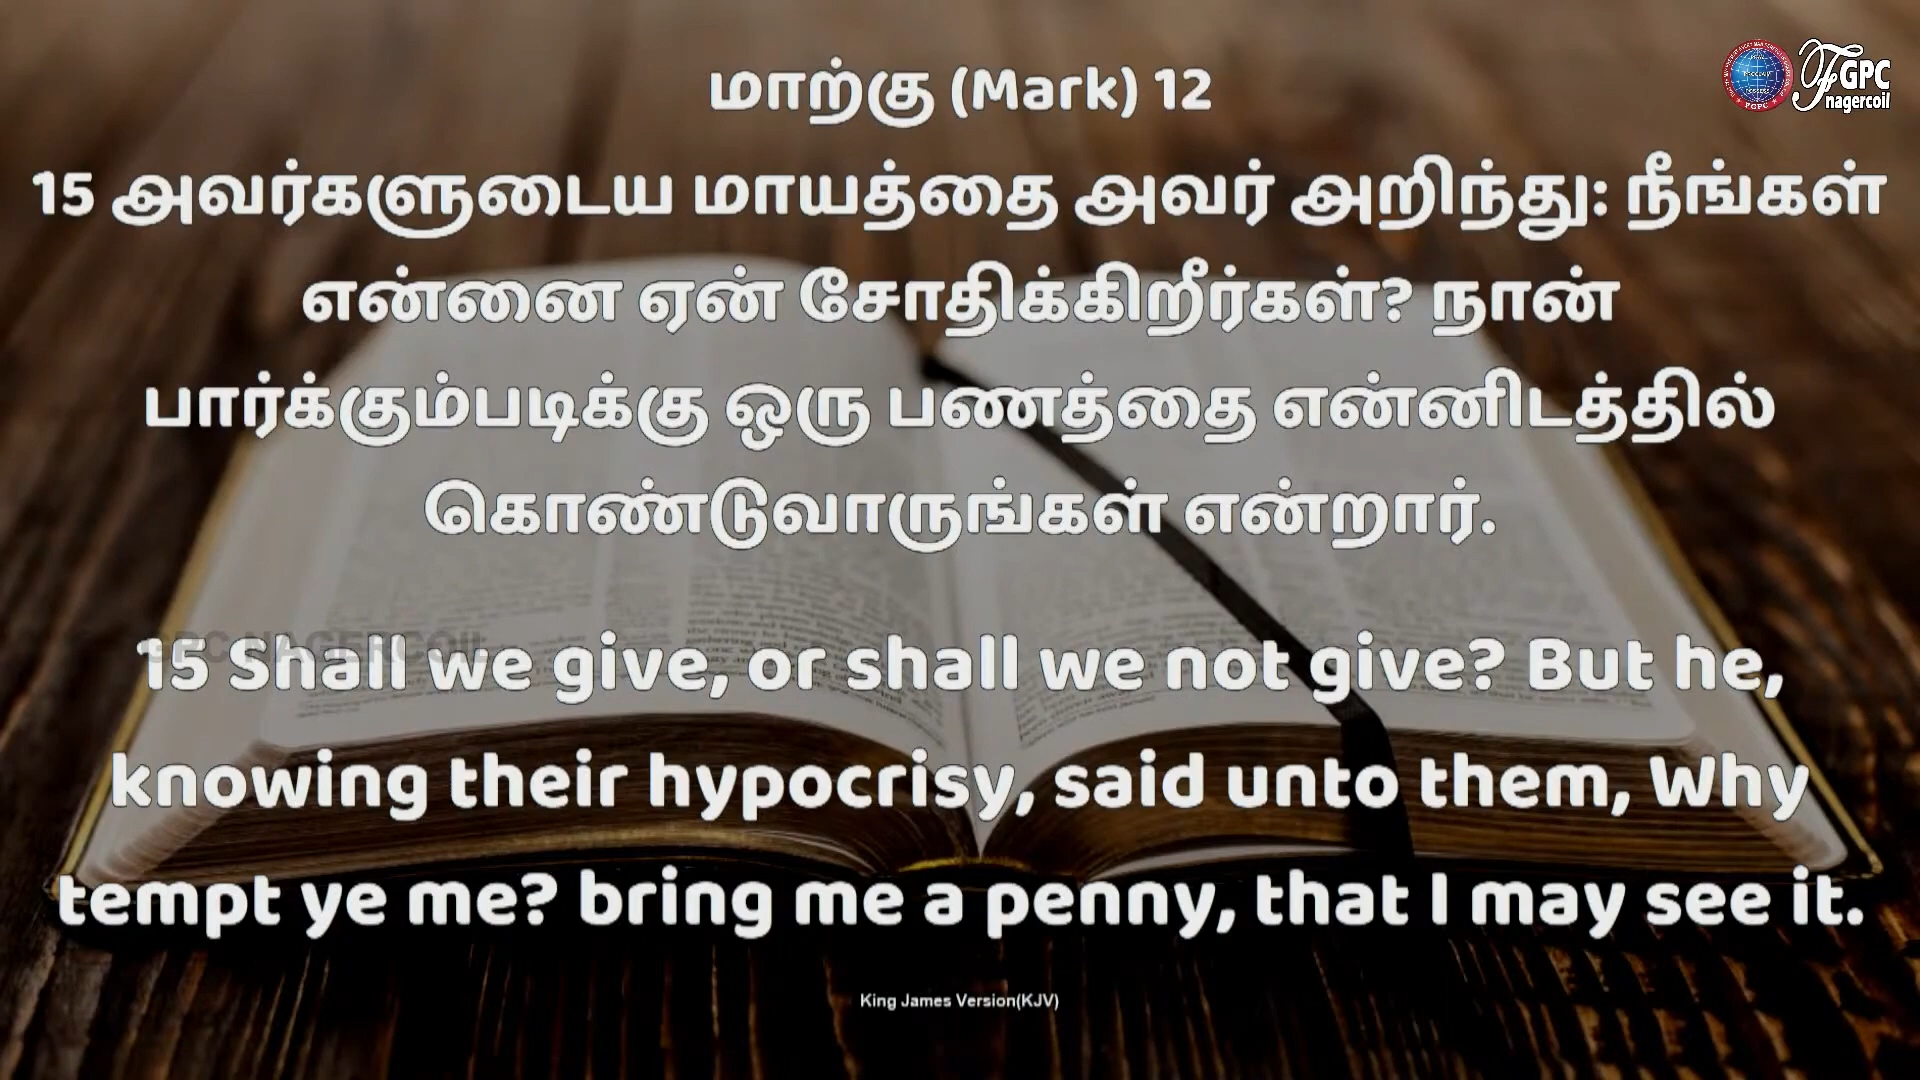 மாற்கு (Mark) 12
FGPC
nagercoil
15 அவர்களுடைய மாயத்தை அவர் அறிந்து: நீங்கள்
என்னை ஏன் சோதிக்கிறீர்கள்? நான்
பார்க்கும்படிக்கு ஒரு பணத்தை என்னிடத்தில்
கொண்டுவாருங்கள் என்றார்.
GPC NAGERCOIL
15 Shall we give, or shall we not give? But he,
knowing their hypocrisy, said unto them, Why
tempt ye me? bring me a penny, that I may see it.
King James Version(KJV)